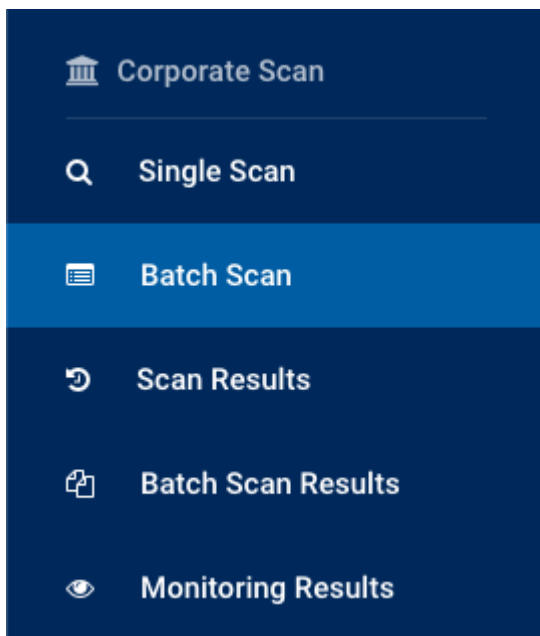 Corporate Scan
Single Scan
Batch Scan
Scan Results
Batch Scan Results
Monitoring Results